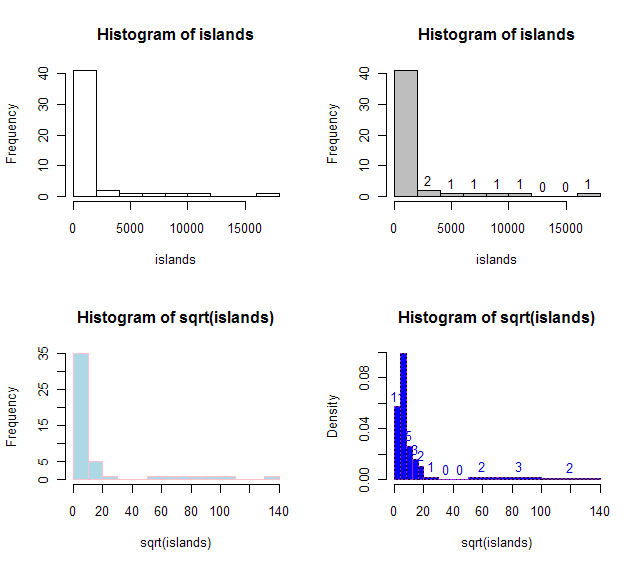 Histogram of islands
Frequency
0 10 20 30 40
0 5000 10000 15000
islands
Histogram of islands
Frequency
0 10 20 30 40
2 1 1 1 1 0 0 1
0 5000 10000 15000
islands
Histogram of sqrt(islands)
Frequency
0 5 15 25 35
0 20 40 60 80 100 140
sqrt(islands)
Histogram of sqrt(islands)
Density
0.00 0.04 0.08
5 3 2 1 0 0 2 3 2
0 20 40 60 80 100 140
sqrt(islands)